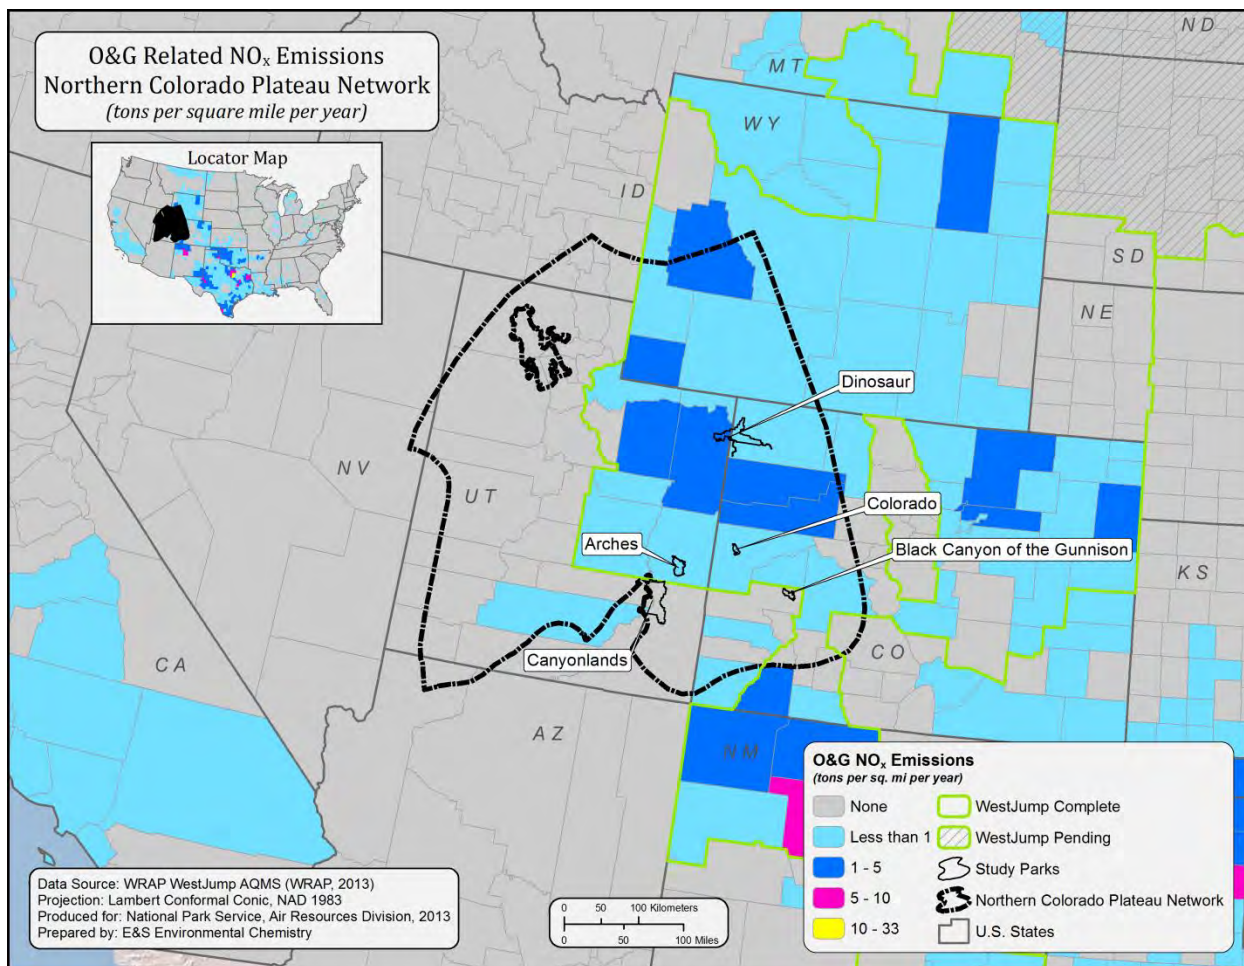 O&G Related NOx Emissions
Northern Colorado Plateau Network
(tons per square mile per year)
Locator Map
ND
MT
WY
ID
SD
NE
Dinosaur
NV
UT
Colorado
Arches
Black Canyon of the Gunnison
KS
Canyonlands
CO
CA
AZ
NM
O&G NOx Emissions
(tons per sq. mi per year)
None
Less than 1
1 - 5
5 - 10
10 - 33
WestJump Complete
WestJump Pending
Study Parks
Northern Colorado Plateau Network
U.S. States
Data Source: WRAP WestJump AQMS (WRAP, 2013)
Projection: Lambert Conformal Conic, NAD 1983
Produced for: National Park Service, Air Resources Division, 2013
Prepared by: E&S Environmental Chemistry
0 50 100 Kilometers
0 50 100 Miles